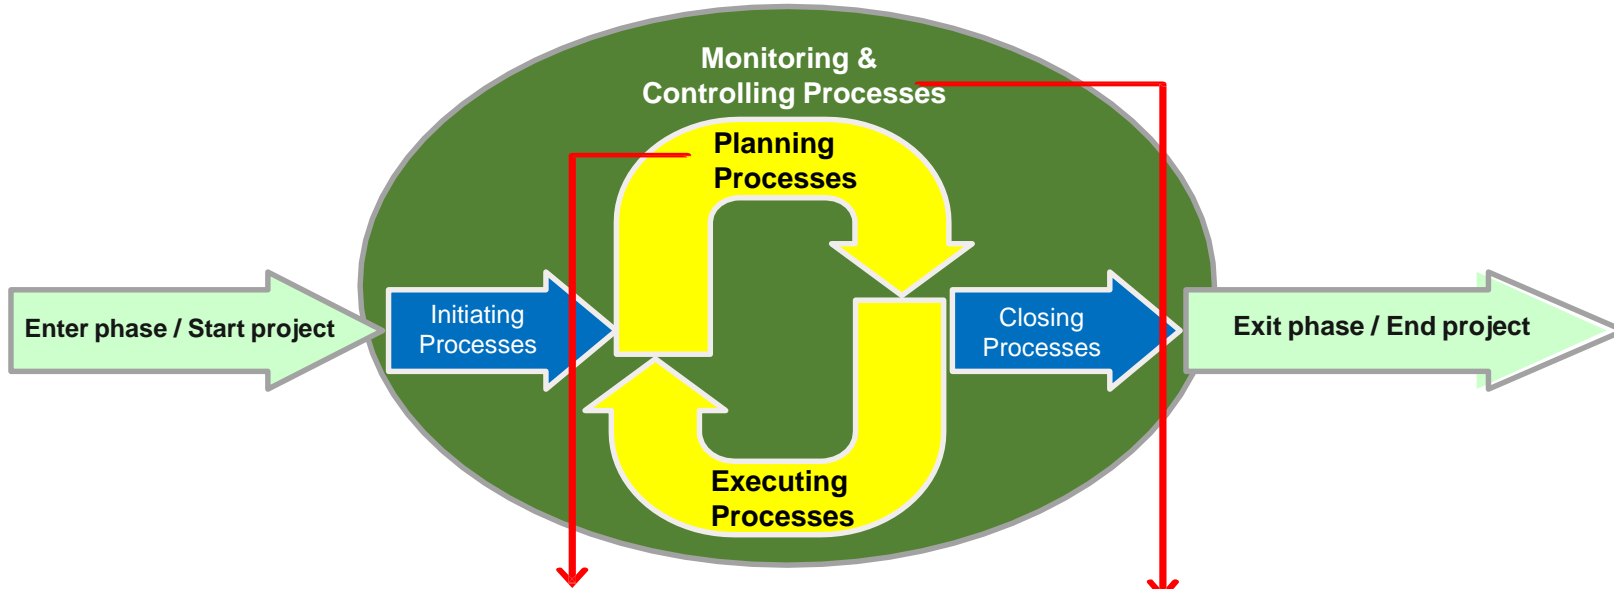 Monitoring &
Controlling Processes
Planning
Processes
Enter phase / Start project
Initiating
Processes
Closing
Processes
Exit phase / End project
Executing
Processes